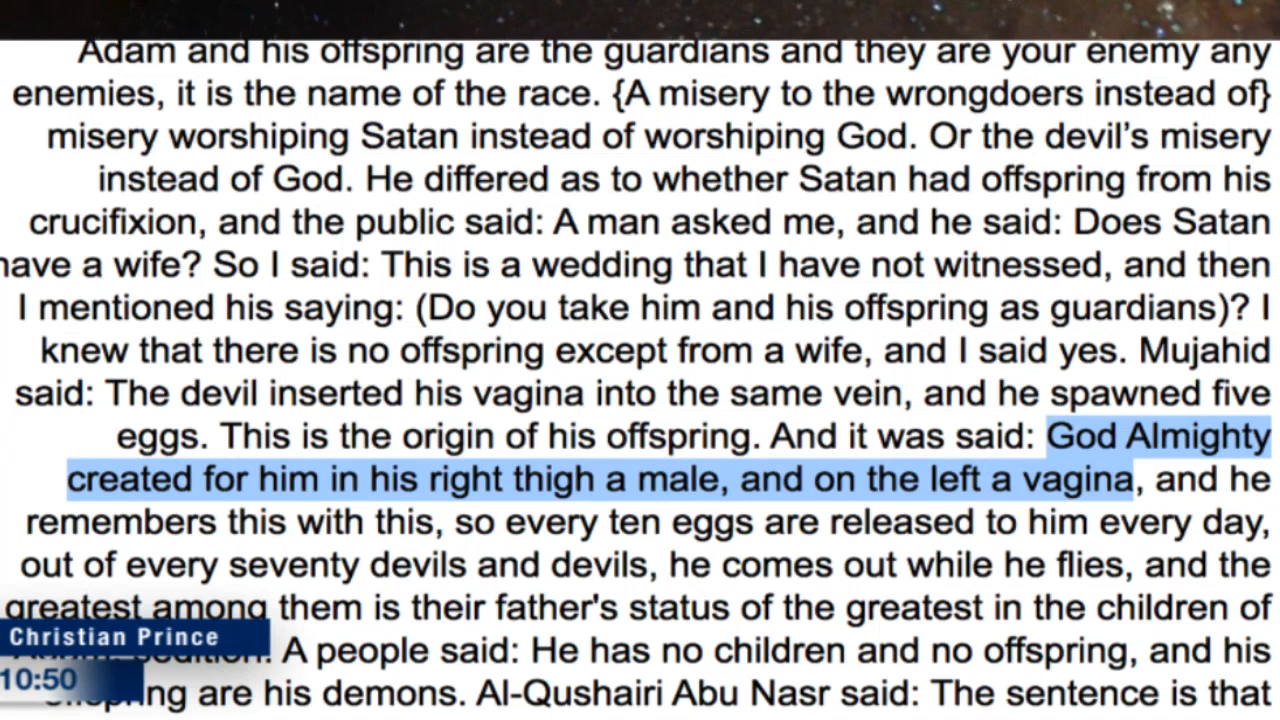 Adam and his offspring are the guardians and they are your enemy any
enemies, it is the name of the race. {A misery to the wrongdoers instead of}
misery worshiping Satan instead of worshiping God. Or the devil's misery
instead of God. He differed as to whether Satan had offspring from his
crucifixion, and the public said: A man asked me, and he said: Does Satan
have a wife? So I said: This is a wedding that I have not witnessed, and then
I mentioned his saying: (Do you take him and his offspring as guardians)? I
knew that there is no offspring except from a wife, and I said yes. Mujahid
said: The devil inserted his vagina into the same vein, and he spawned five
eggs. This is the origin of his offspring. And it was said: God Almighty
created for him in his right thigh a male, and on the left a vagina, and he
remembers this with this, so every ten eggs are released to him every day,
out of every seventy devils and devils, he comes out while he flies, and the
greatest among them is their father's status of the greatest in the children of
Christian Prince
sedition. A people said: He has no children and no offspring, and his
10:50
offspring are his demons. Al-Qushairi Abu Nasr said: The sentence is that